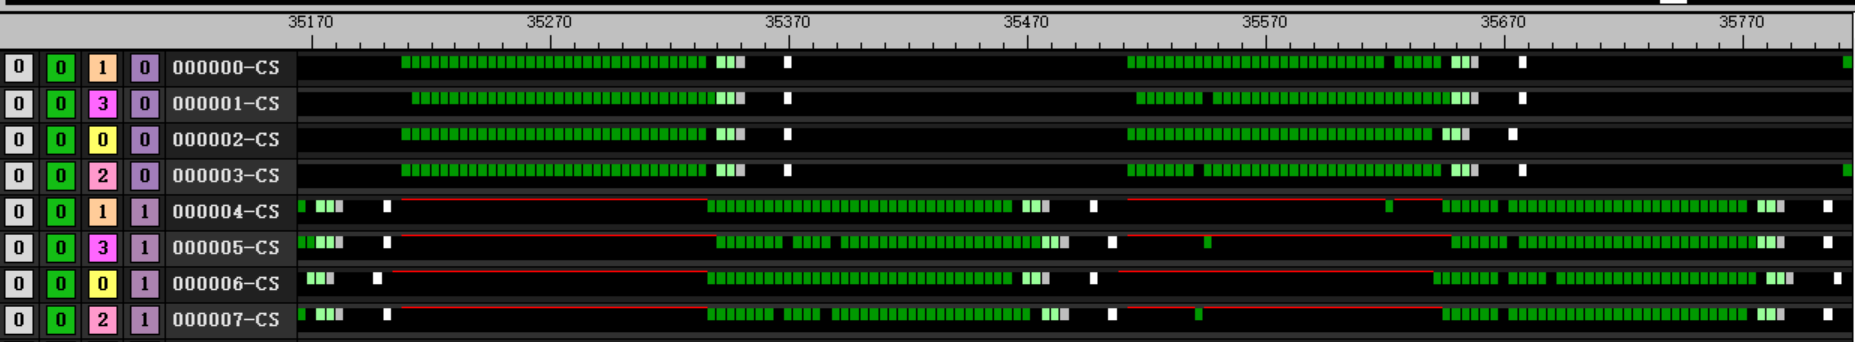 35170 35270 35370 35470 35570 35670 35770
0 0 1 0 000000-CS
0 0 3 0 000001-CS
0 0 0 0 000002-CS
0 0 2 0 000003-CS
0 0 1 1 000004-CS
0 0 3 1 000005-CS
0 0 0 1 000006-CS
0 0 2 1 000007-CS